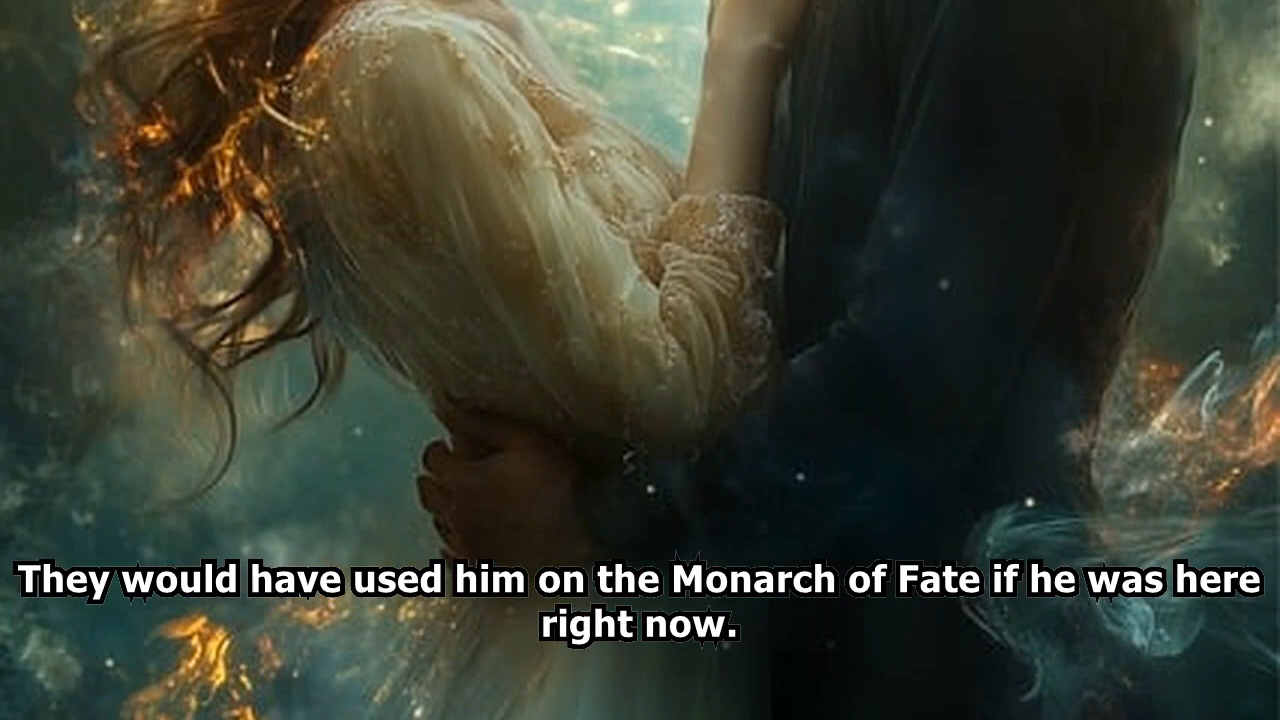 They would have used him on the Monarch of Fate if he was here
right now.